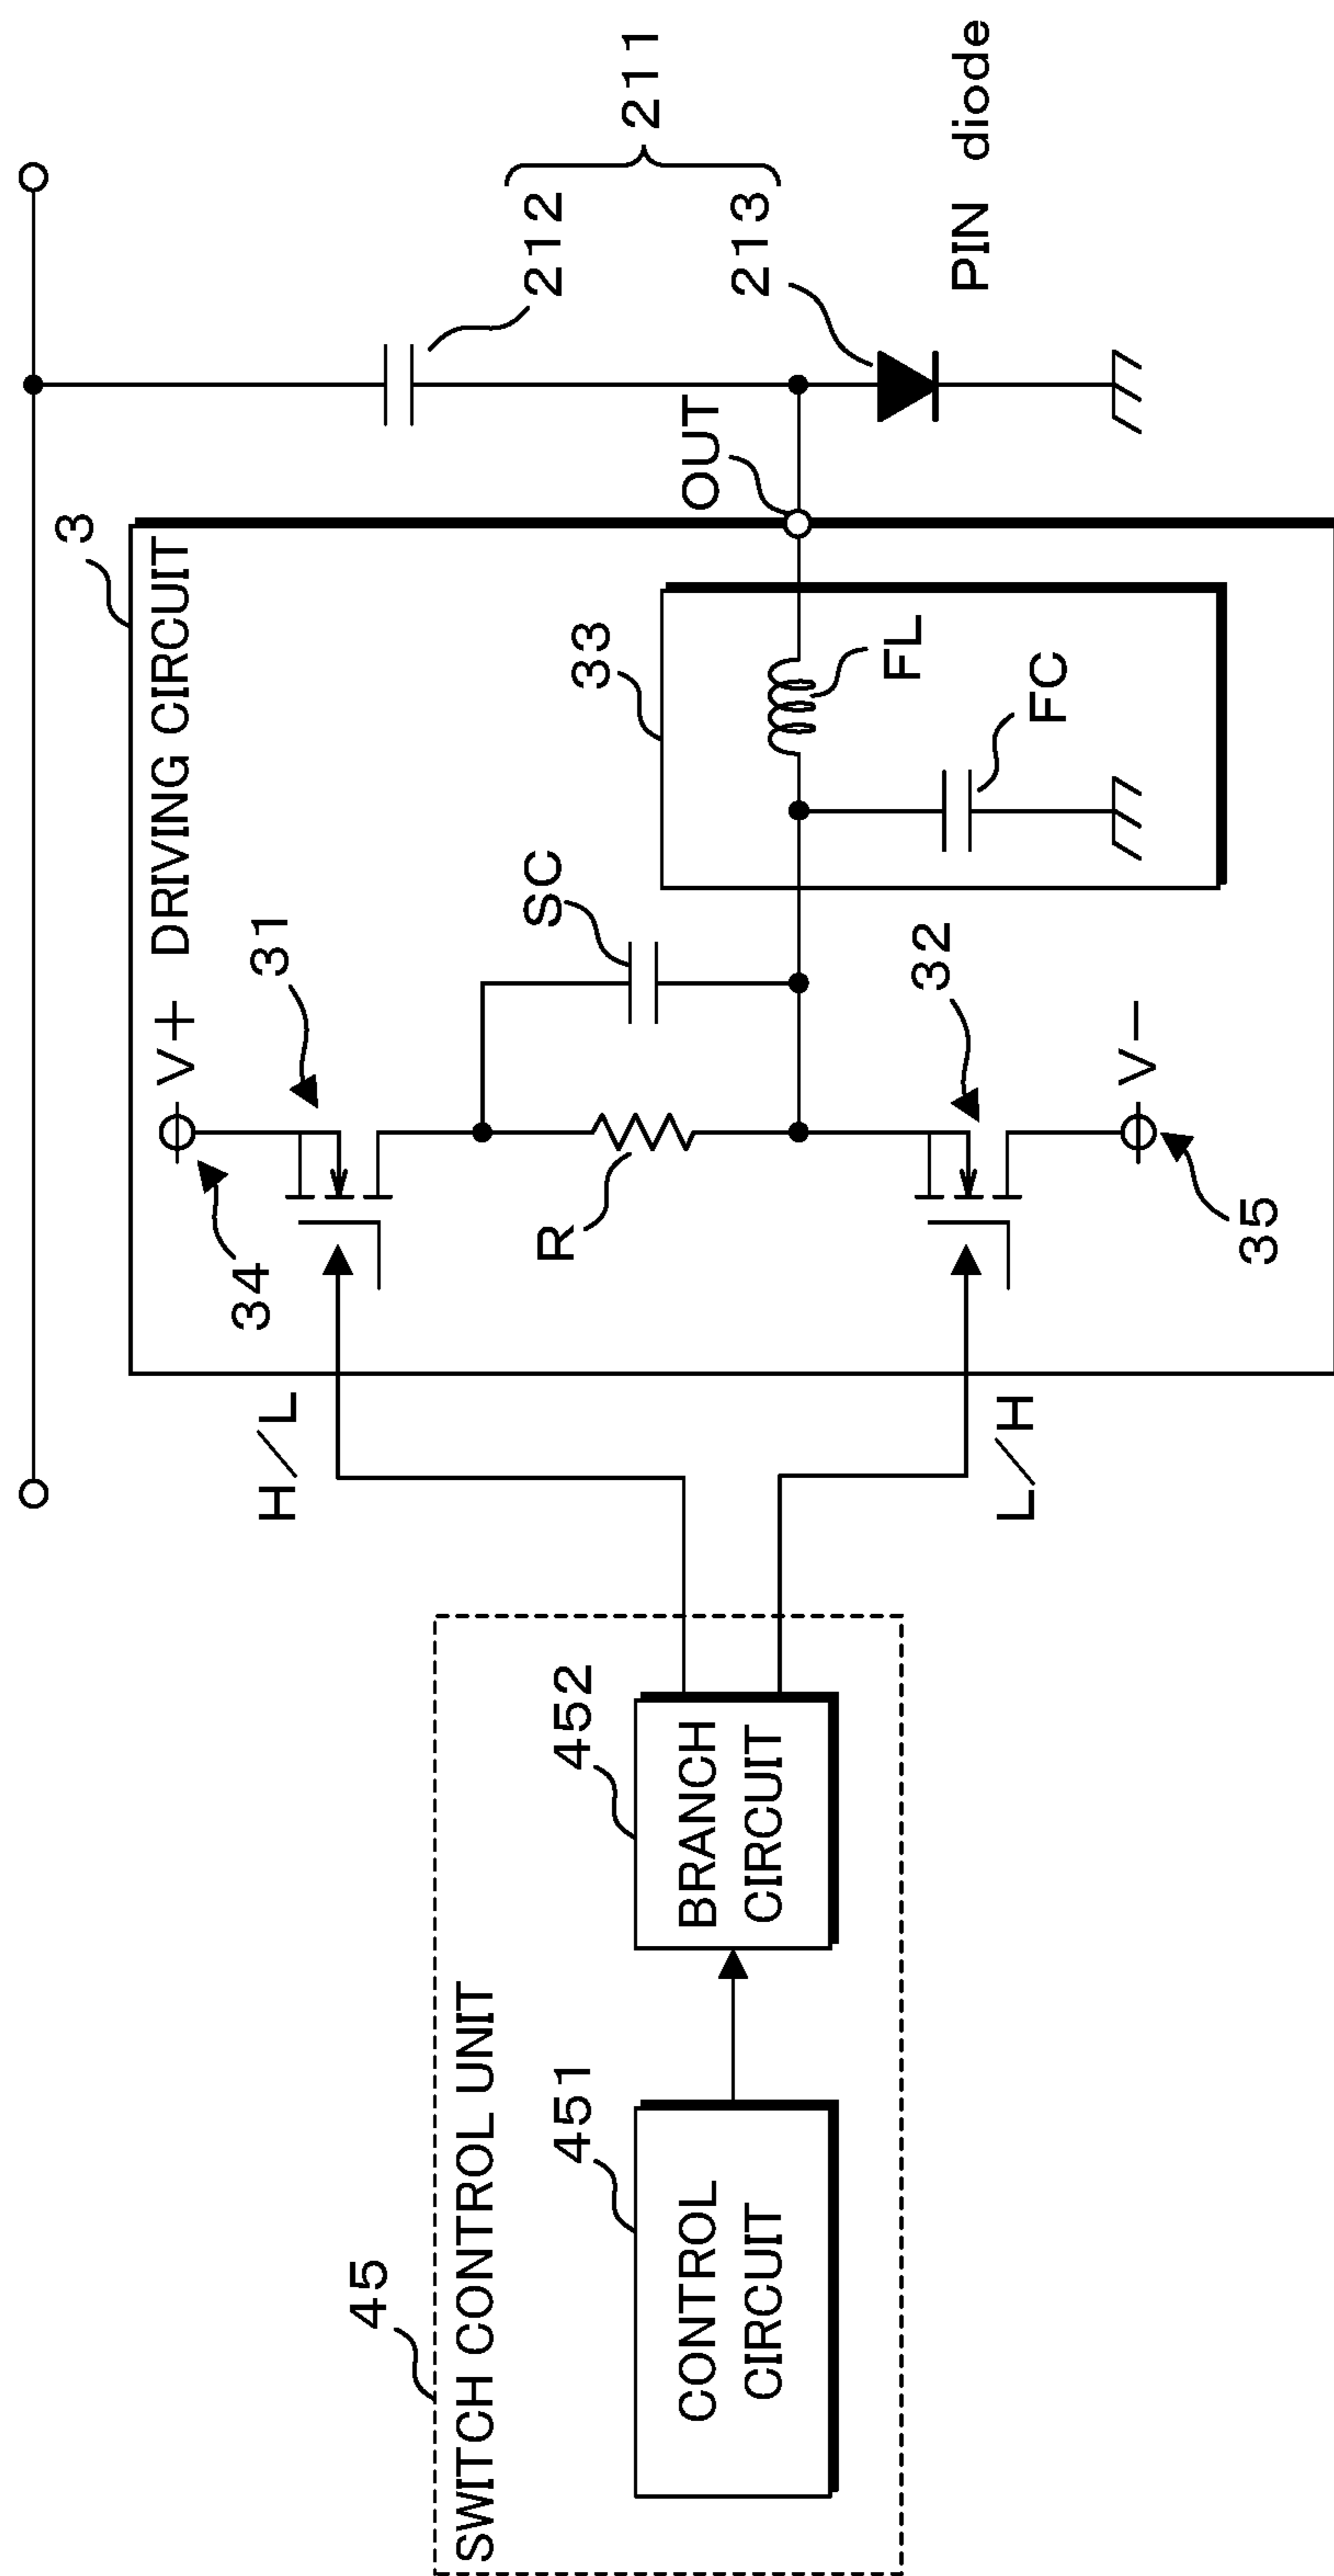 45
SWITCH CONTROL UNIT
451
CONTROL
CIRCUIT
452
BRANCH
CIRCUIT
H/L
L/H
3
DRIVING CIRCUIT
34
V+
31
R
SC
32
V-
35
33
FL
FC
OUT
212
213
211
PIN diode